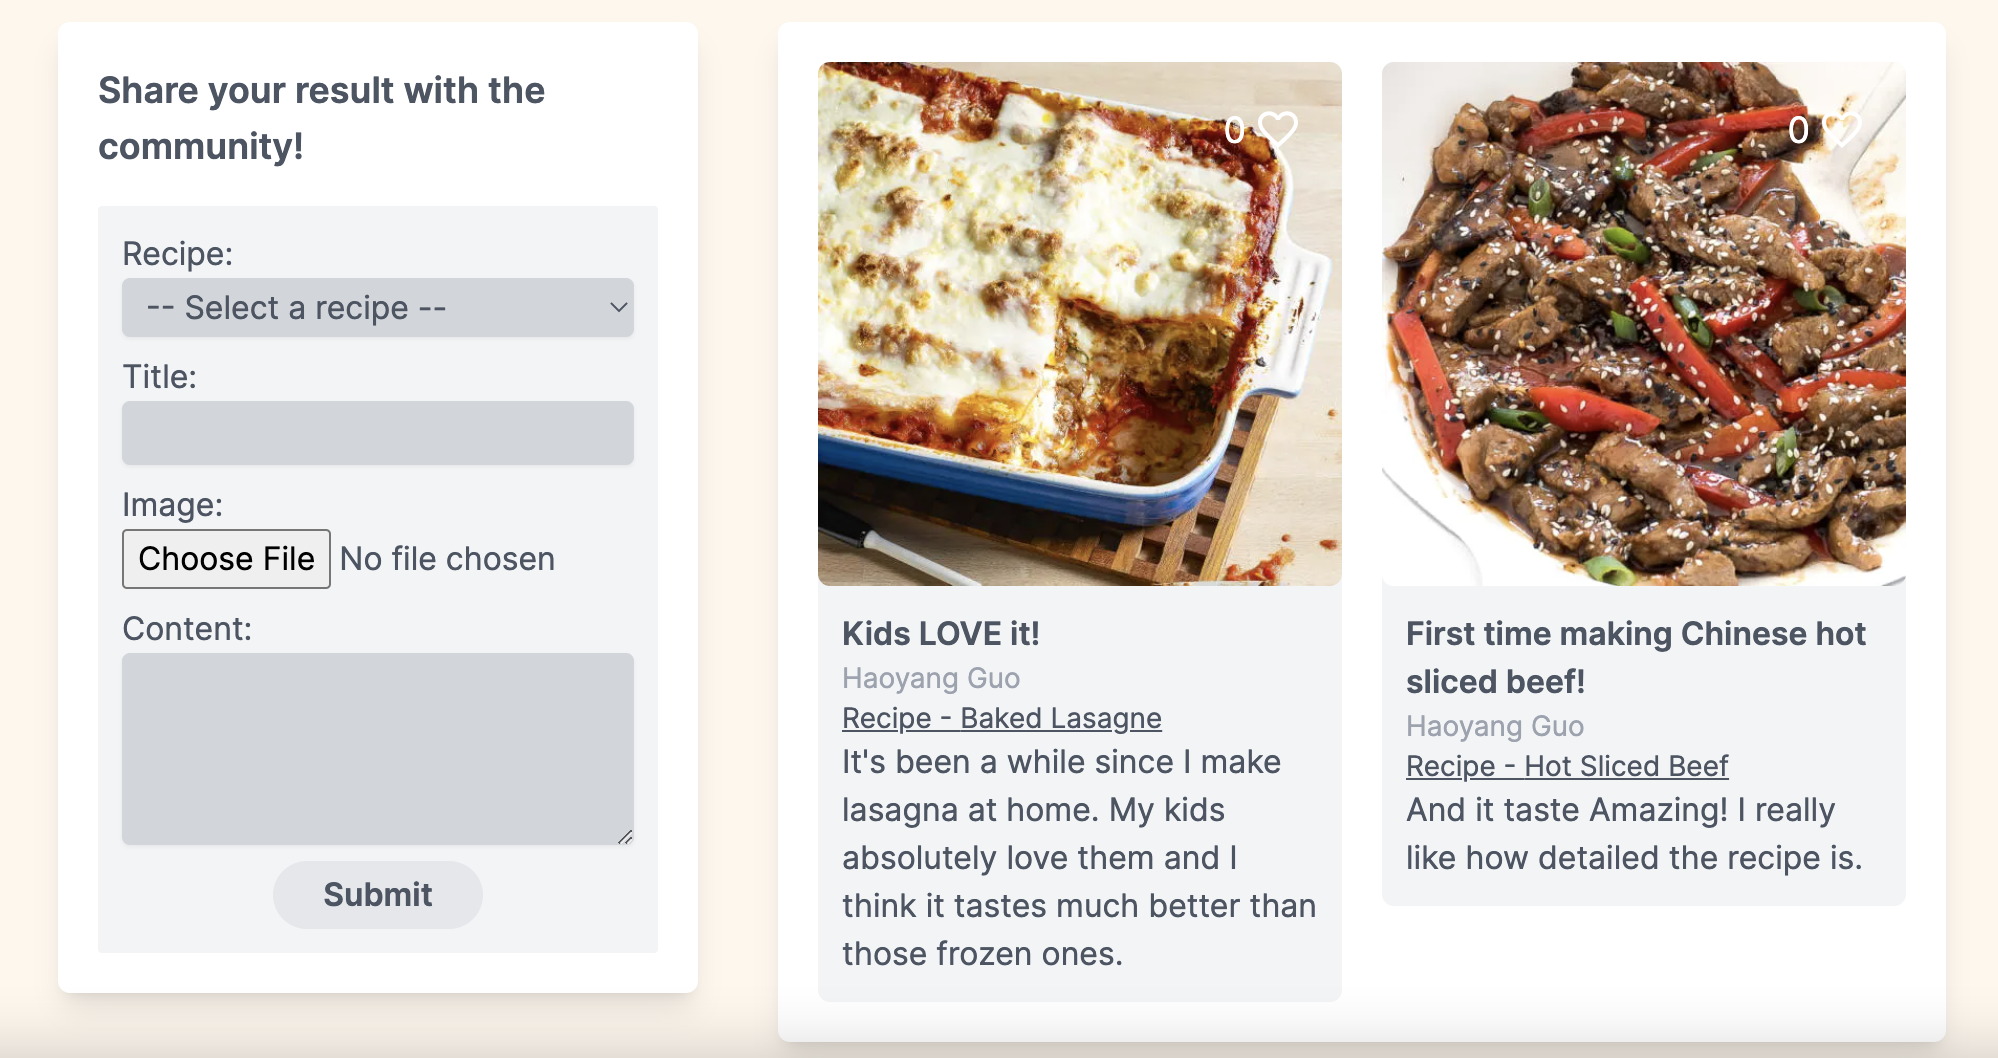 Share your result with the
community!
Recipe:
-- Select a recipe --
Title:
Image:
Choose File No file chosen
Content:
Submit
0
Kids LOVE it!
Haoyang Guo
Recipe - Baked Lasagne
It's been a while since I make
lasagna at home. My kids
absolutely love them and I
think it tastes much better than
those frozen ones.
0
First time making Chinese hot
sliced beef!
Haoyang Guo
Recipe - Hot Sliced Beef
And it taste Amazing! I really
like how detailed the recipe is.